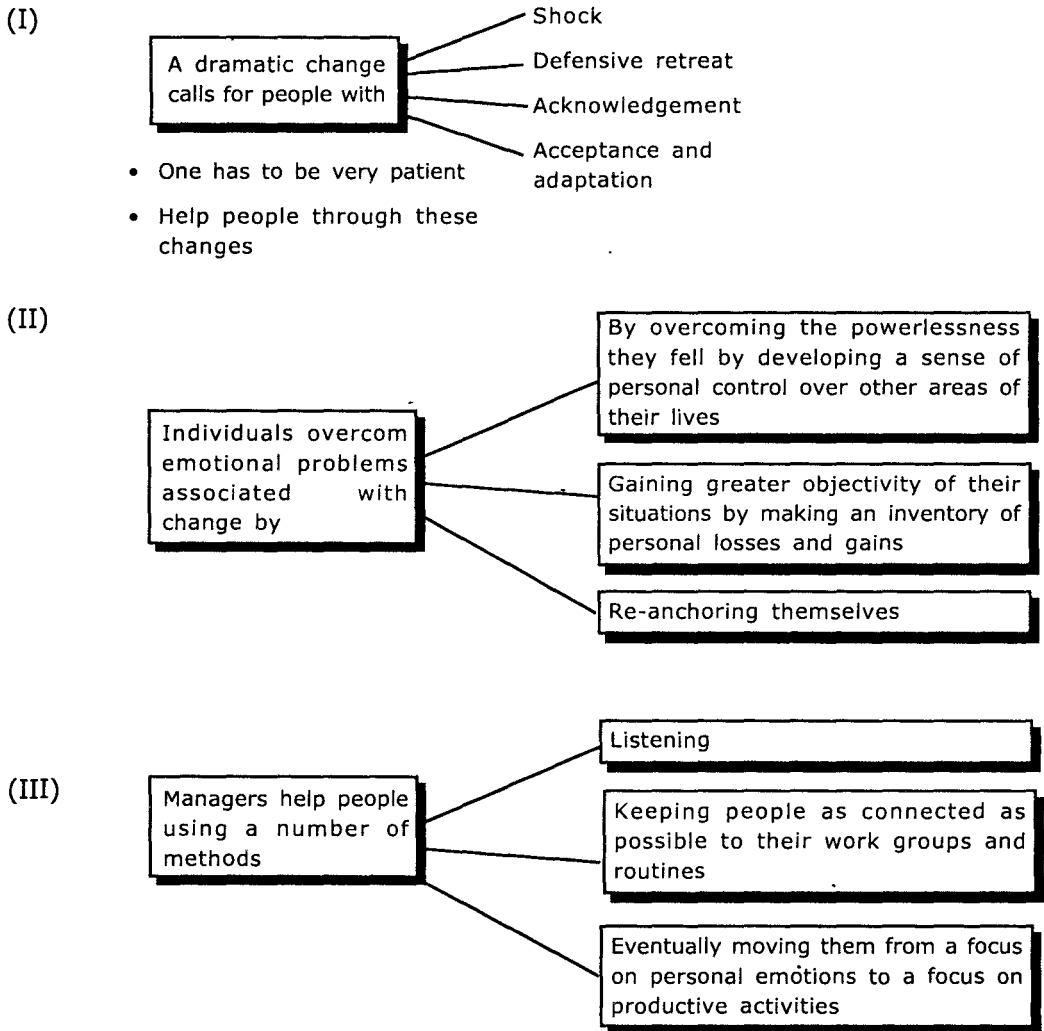 (I)
A dramatic change
calls for people with
Shock
Defensive retreat
Acknowledgement
Acceptance and
adaptation
• One has to be very patient
• Help people through these
changes
(II)
Individuals overcom
emotional problems
associated with
change by
By overcoming the powerlessness
they fell by developing a sense of
personal control over other areas of
their lives
Gaining greater objectivity of their
situations by making an inventory of
personal losses and gains
Re-anchoring themselves
(III)
Managers help people
using a number of
methods
Listening
Keeping people as connected as
possible to their work groups and
routines
Eventually moving them from a focus
on personal emotions to a focus on
productive activities